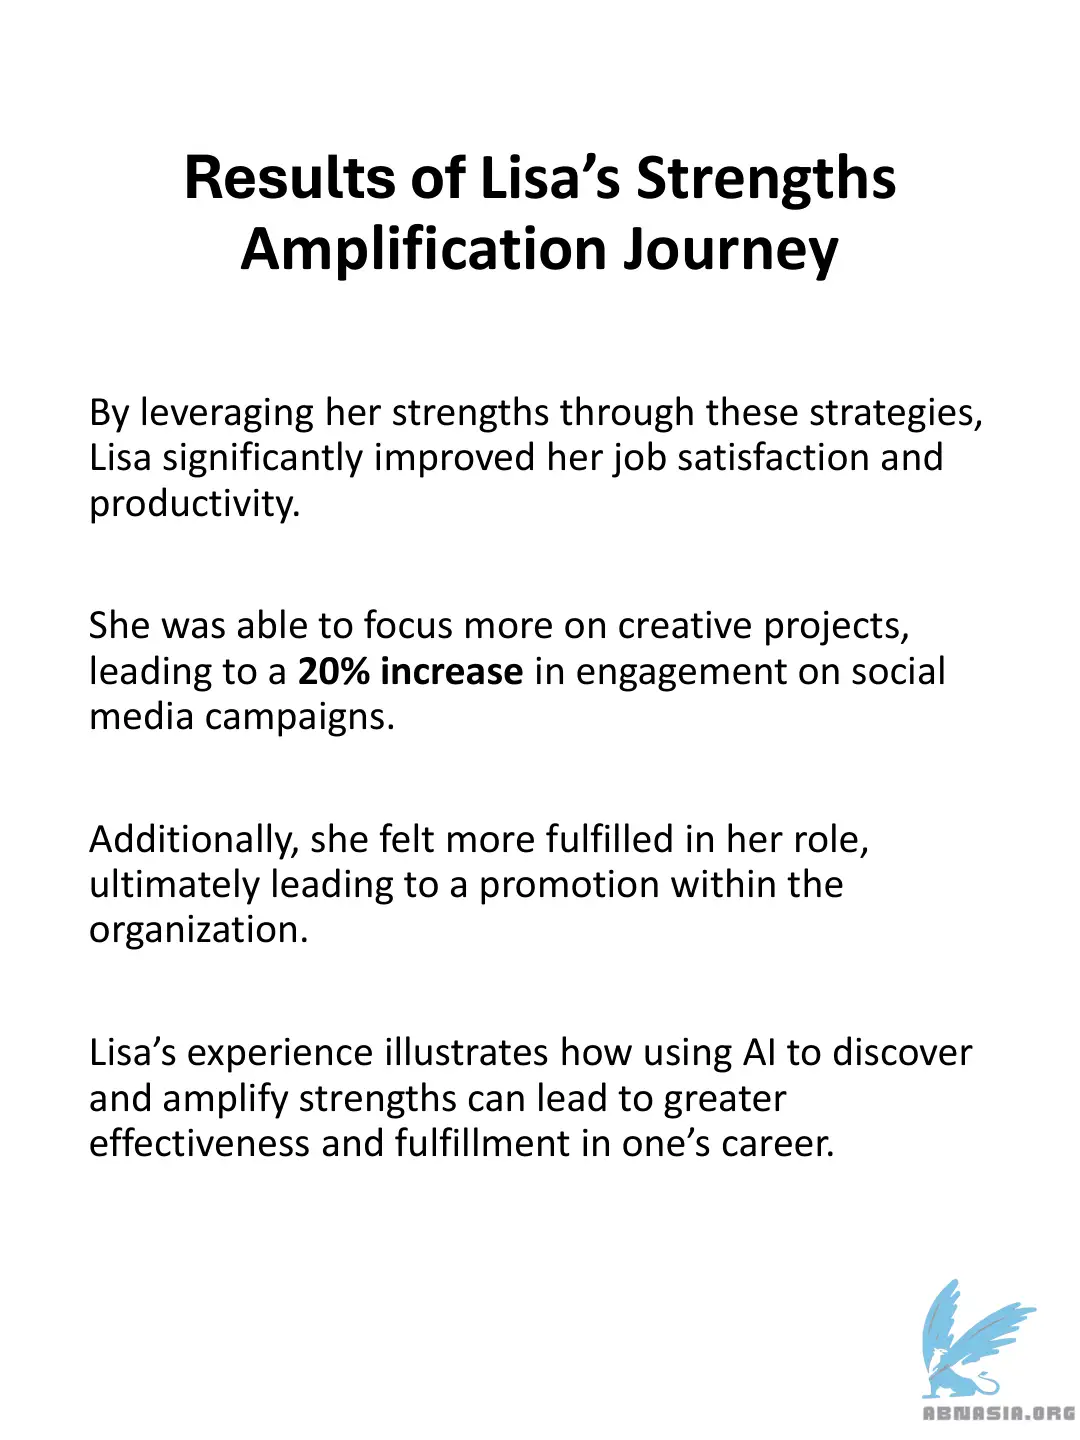 Results of Lisa’s Strengths
Amplification Journey
By leveraging her strengths through these strategies,
Lisa significantly improved her job satisfaction and
productivity.
She was able to focus more on creative projects,
leading to a 20% increase in engagement on social
media campaigns.
Additionally, she felt more fulfilled in her role,
ultimately leading to a promotion within the
organization.
Lisa’s experience illustrates how using AI to discover
and amplify strengths can lead to greater
effectiveness and fulfillment in one’s career.
ABNASIA.ORG